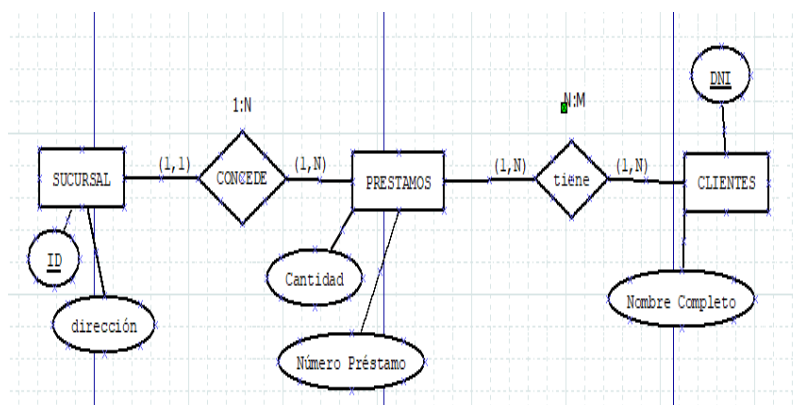 DNI
1:N
N:M
SUCURSAL
(1,1)
CONCEDE
(1,N)
PRESTAMOS
(1,N)
tiene
(1,N)
CLIENTES
ID
Cantidad
dirección
Nombre Completo
Número Préstamo